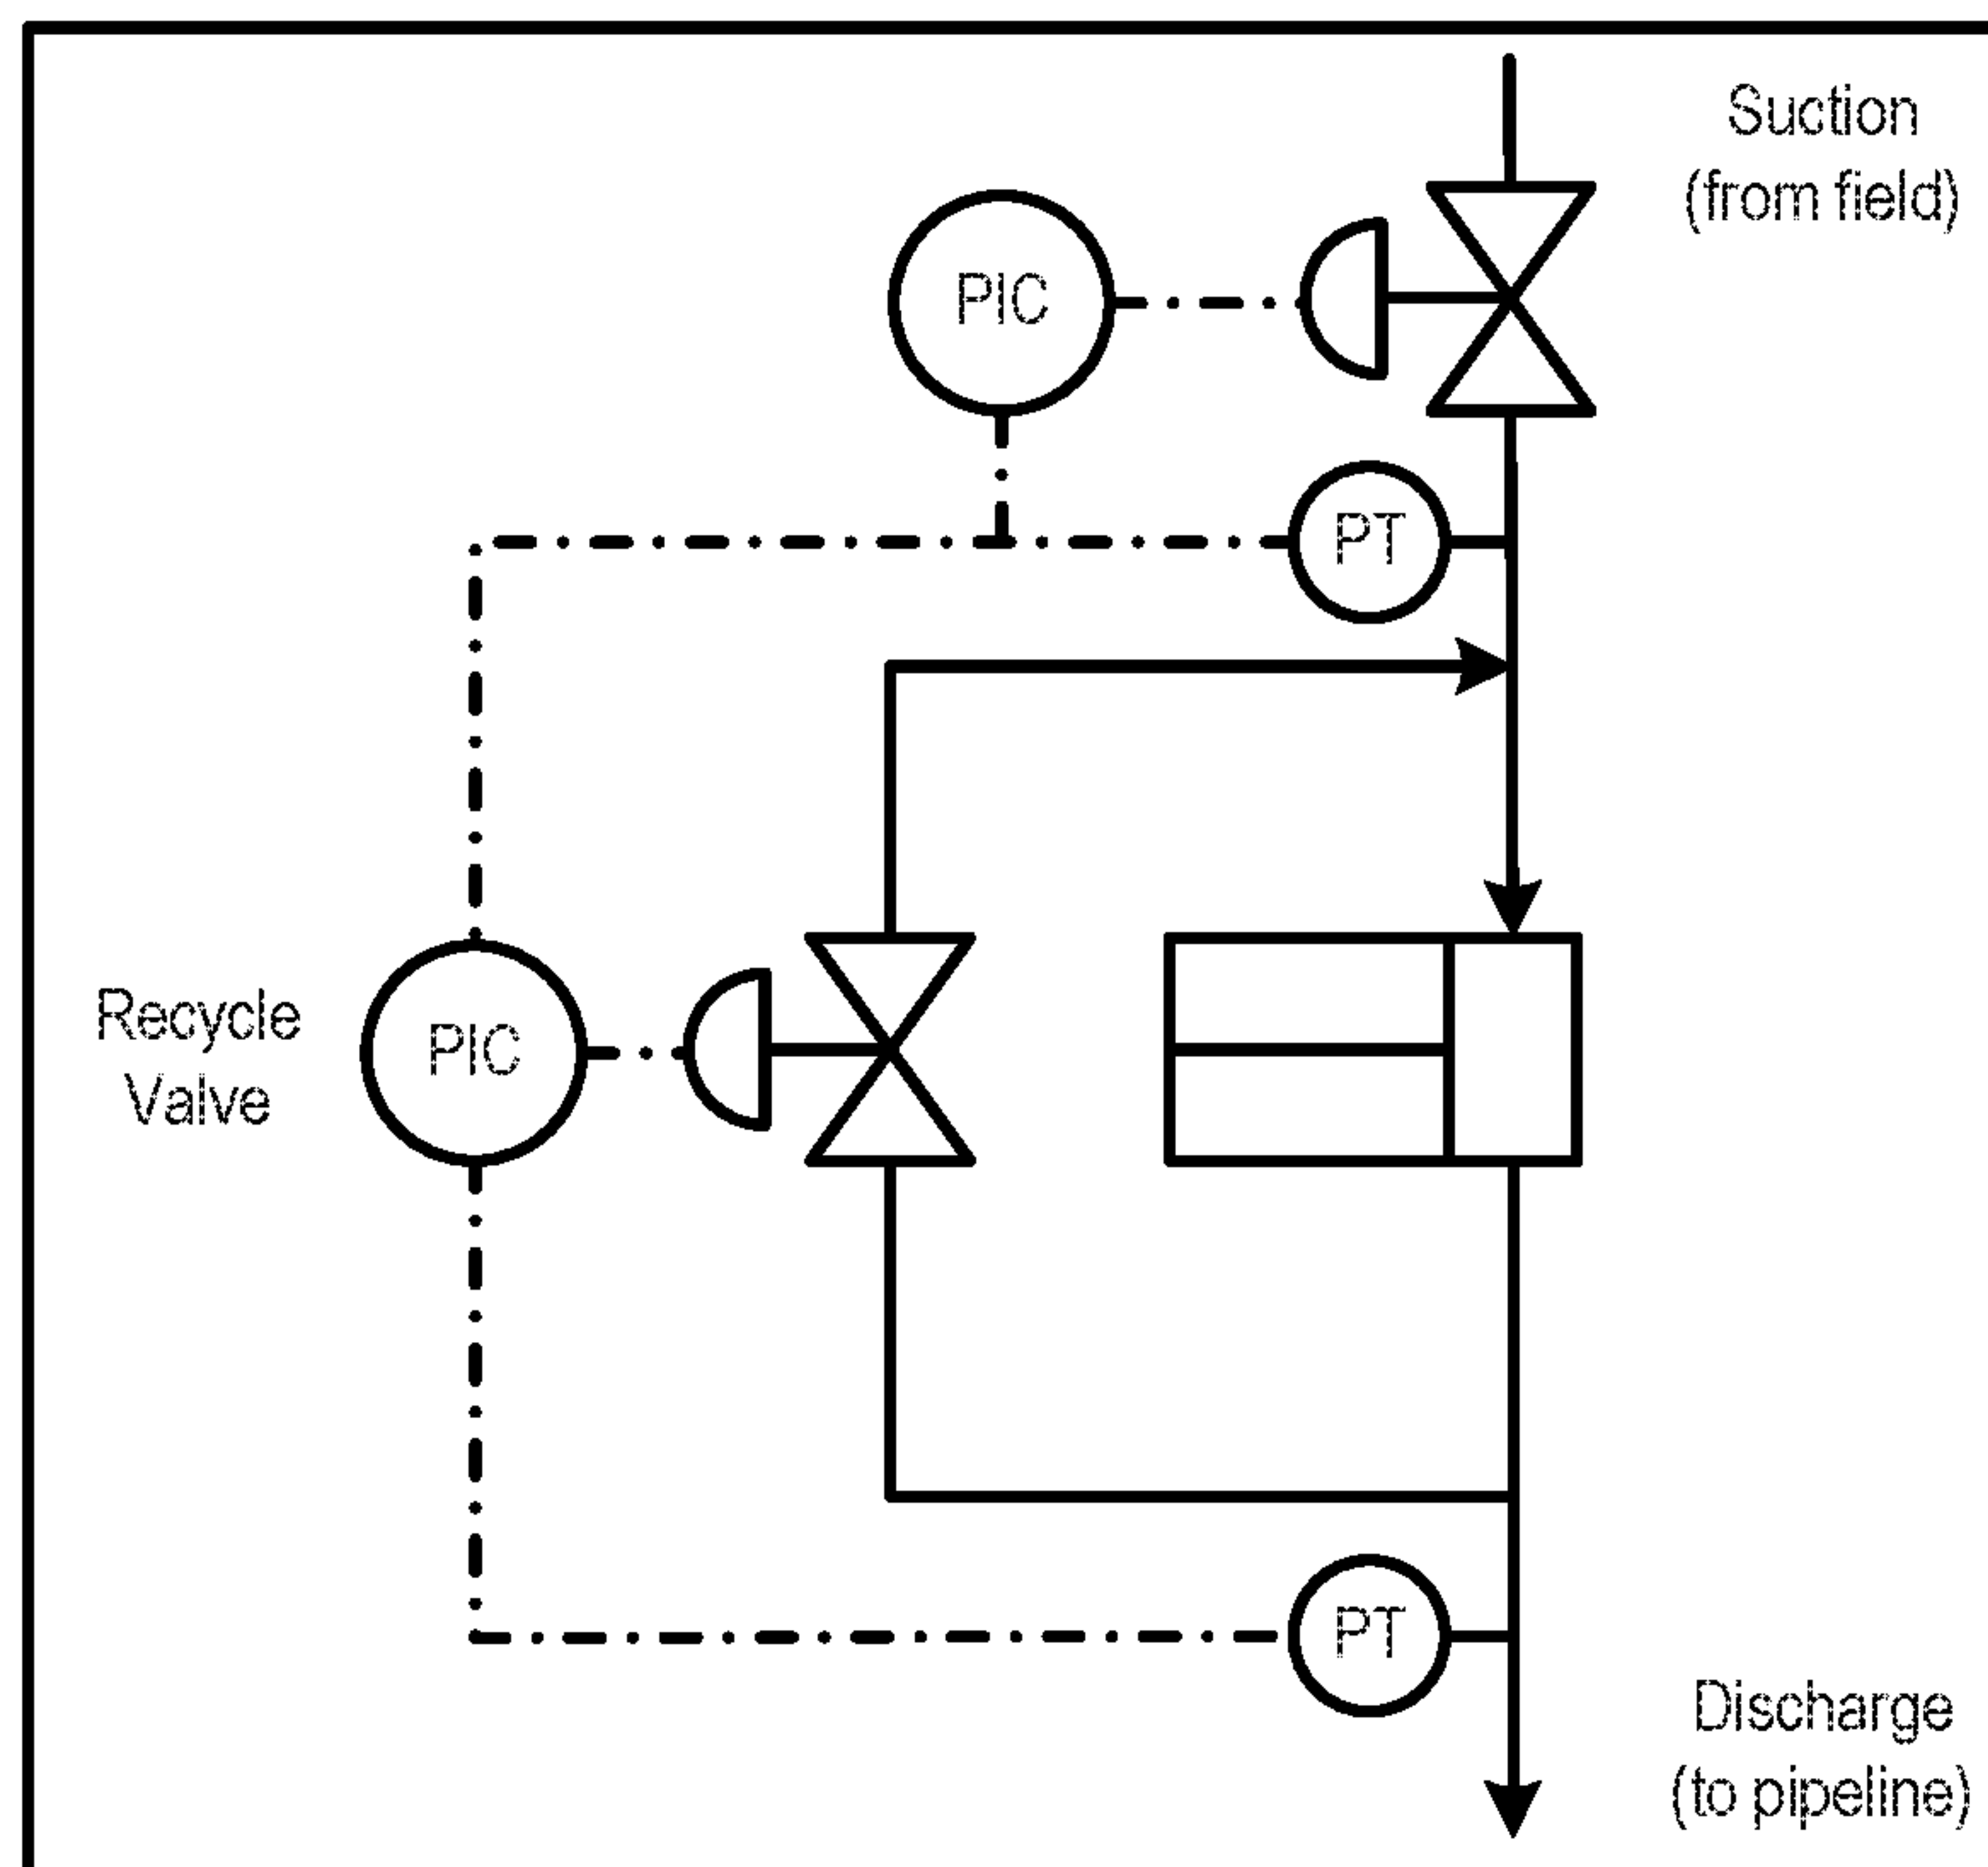 Suction
(from field)
PIC
PT
Recycle
Valve
PIC
PT
Discharge
(to pipeline)